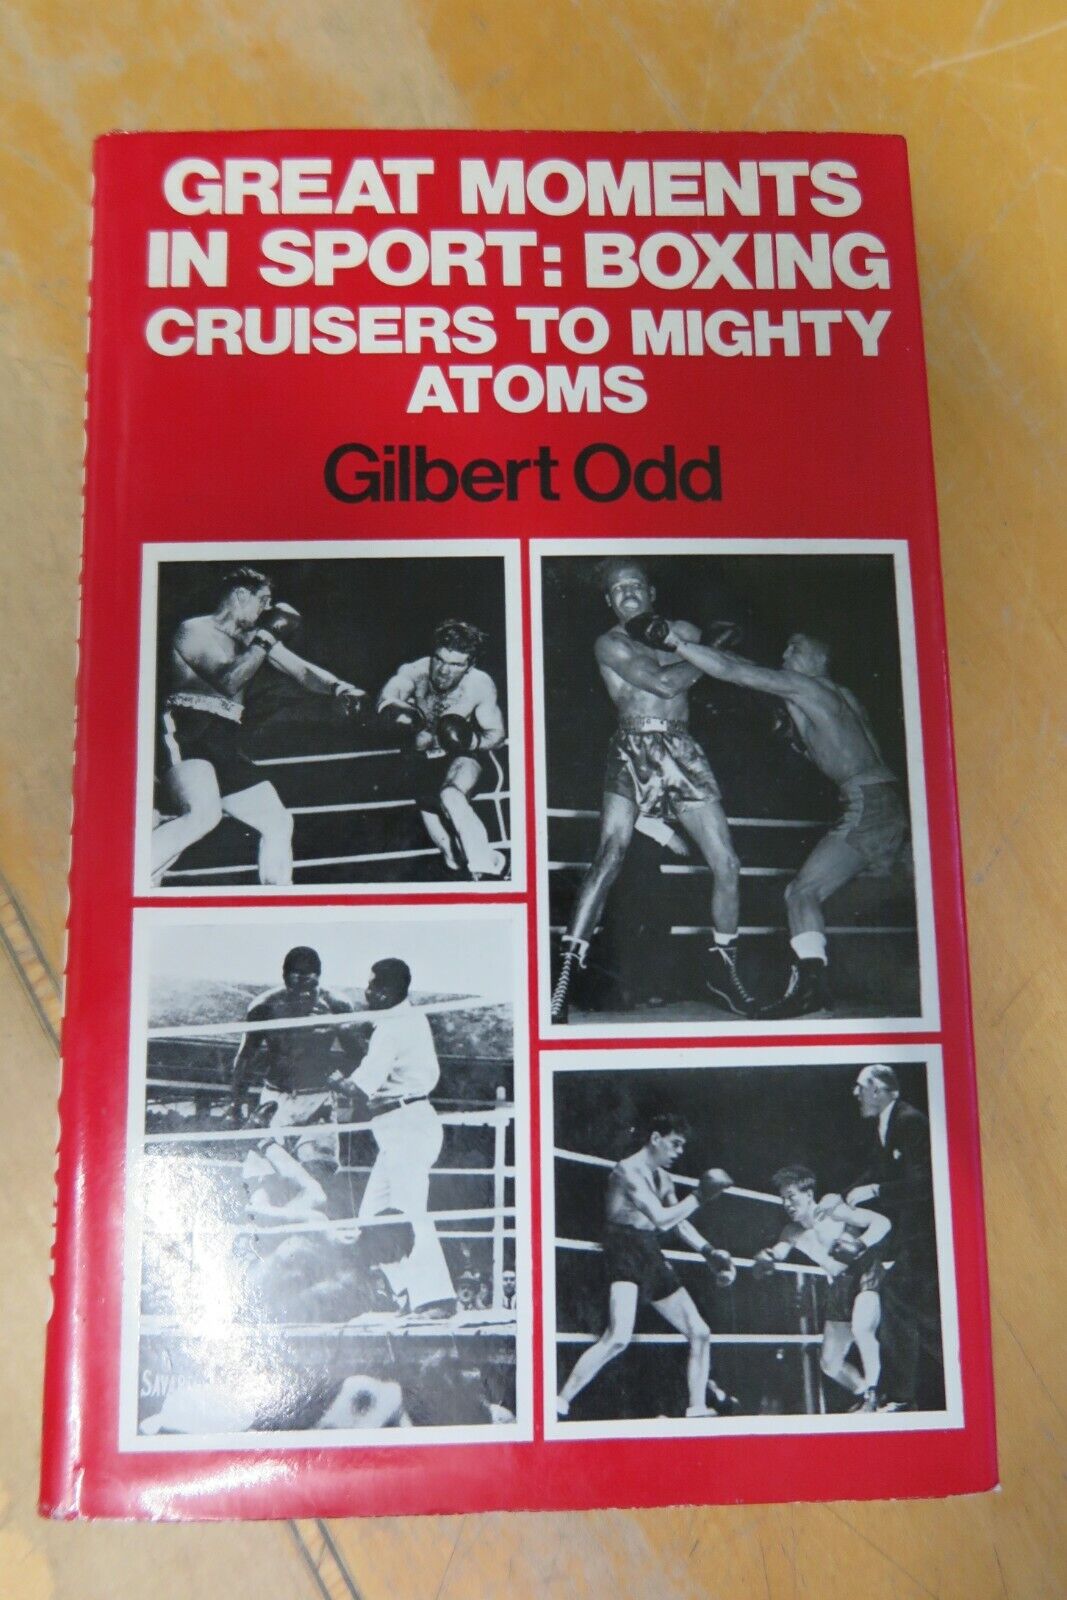 GREAT MOMENTS
IN SPORT: BOXING
CRUISERS TO MIGHTY
ATOMS
Gilbert Odd